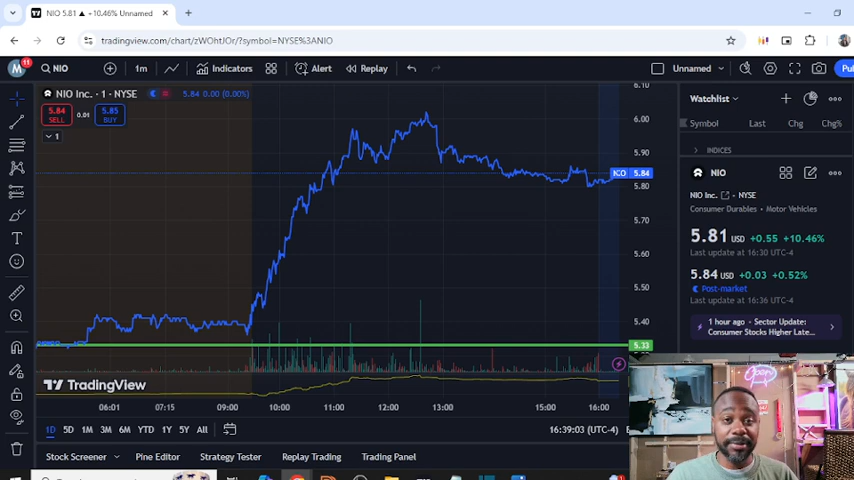 NIO 5.81 ▲ +10.46% Unnamed
tradingview.com/chart/zWOhtJOr/?symbol=NYSE%3ANIO
M 11 NIO 1m Indicators Alert Replay Unnamed Pu
NIO Inc. · 1 · NYSE 5.84 0.00 (0.00%)
5.84 SELL 0.01 5.85 BUY
1
6.10
6.00
5.90
NIO 5.84
5.80
5.70
5.60
5.50
5.40
5.33
TradingView
06:01 07:15 09:00 10:00 11:00 12:00 13:00 15:00 16:00
1D 5D 1M 3M 6M YTD 1Y 5Y All 16:39:03 (UTC-4)
Stock Screener Pine Editor Strategy Tester Replay Trading Trading Panel
Watchlist
Symbol Last Chg Chg%
INDICES
NIO
NIO Inc. · NYSE
Consumer Durables • Motor Vehicles
5.81 USD +0.55 +10.46%
Last update at 16:30 UTC-4
5.84 USD +0.03 +0.52%
Post-market
Last update at 16:36 UTC-4
1 hour ago · Sector Update:
Consumer Stocks Higher Late...
Open